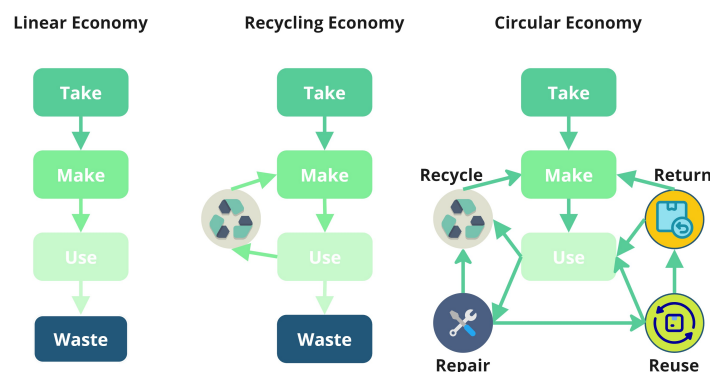 Linear Economy
Recycling Economy
Circular Economy
Take
Take
Take
Make
Make
Recycle
Make
Return
Use
Use
Use
Waste
Waste
Repair
Reuse